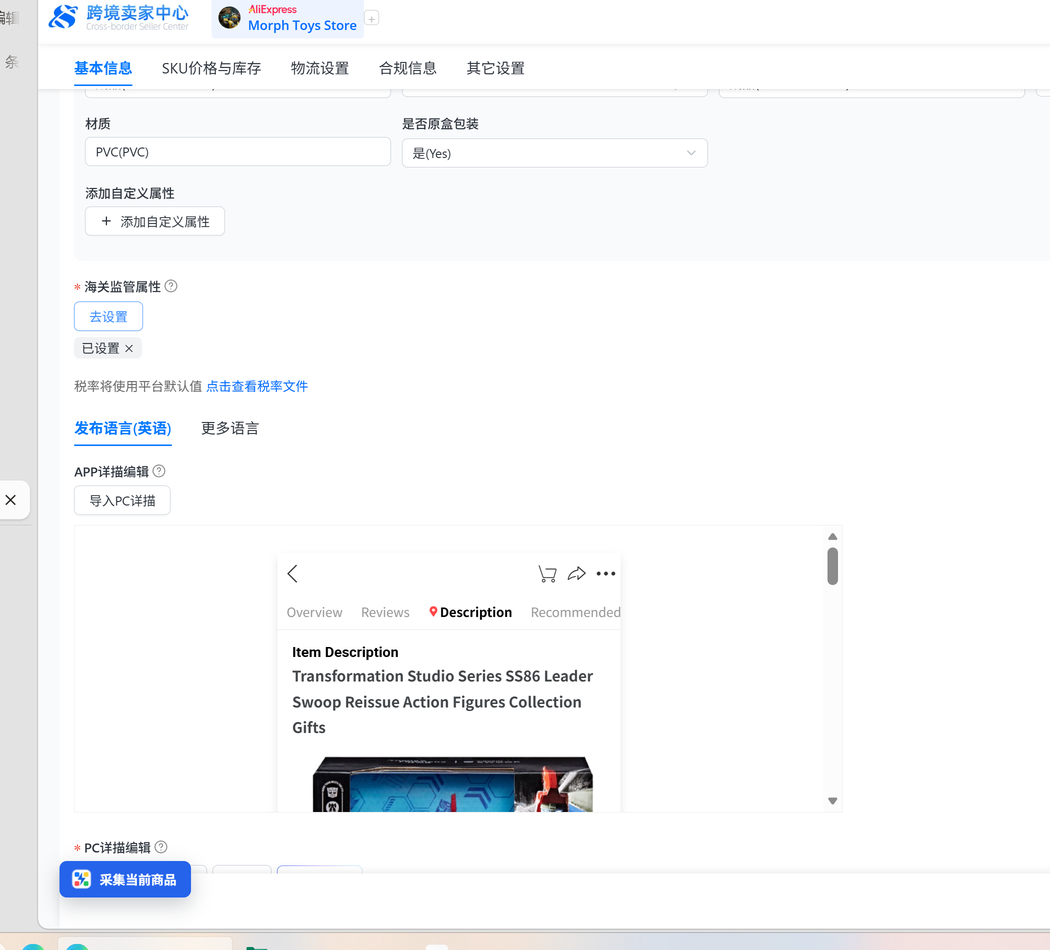 跨境卖家中心
Cross-border Seller Center
AliExpress
Morph Toys Store
编辑
条
基本信息
SKU价格与库存
物流设置
合规信息
其它设置
材质
是否原盒包装
PVC(PVC)
是(Yes)
添加自定义属性
+ 添加自定义属性
* 海关监管属性 ?
去设置
已设置 ×
税率将使用平台默认值 点击查看税率文件
发布语言(英语)
更多语言
APP详描编辑 ?
导入PC详描
Overview
Reviews
Description
Recommended
Item Description
Transformation Studio Series SS86 Leader
Swoop Reissue Action Figures Collection
Gifts
* PC详描编辑 ?
采集当前商品